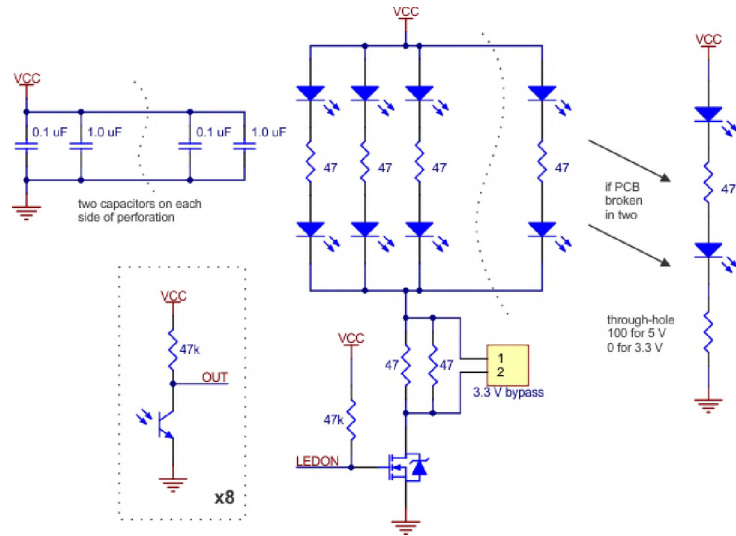 VCC
VCC
VCC
0.1 uF
1.0 uF
0.1 uF
1.0 uF
47
47
47
47
47
two capacitors on each
side of perforation
if PCB
broken
in two
VCC
47k
OUT
x8
VCC
47k
LEDON
47
47
1
2
3.3 V bypass
through-hole
100 for 5 V
0 for 3.3 V